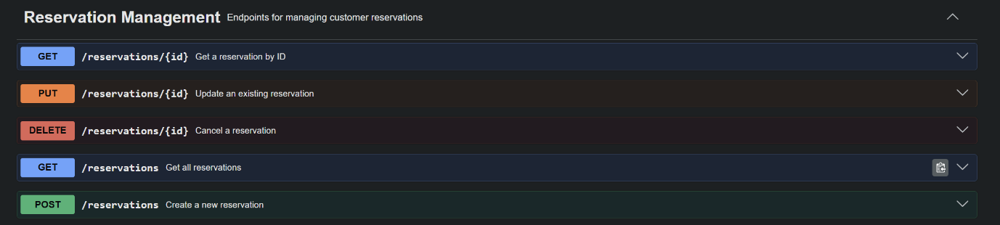 Reservation Management Endpoints for managing customer reservations
GET /reservations/{id} Get a reservation by ID
PUT /reservations/{id} Update an existing reservation
DELETE /reservations/{id} Cancel a reservation
GET /reservations Get all reservations
POST /reservations Create a new reservation